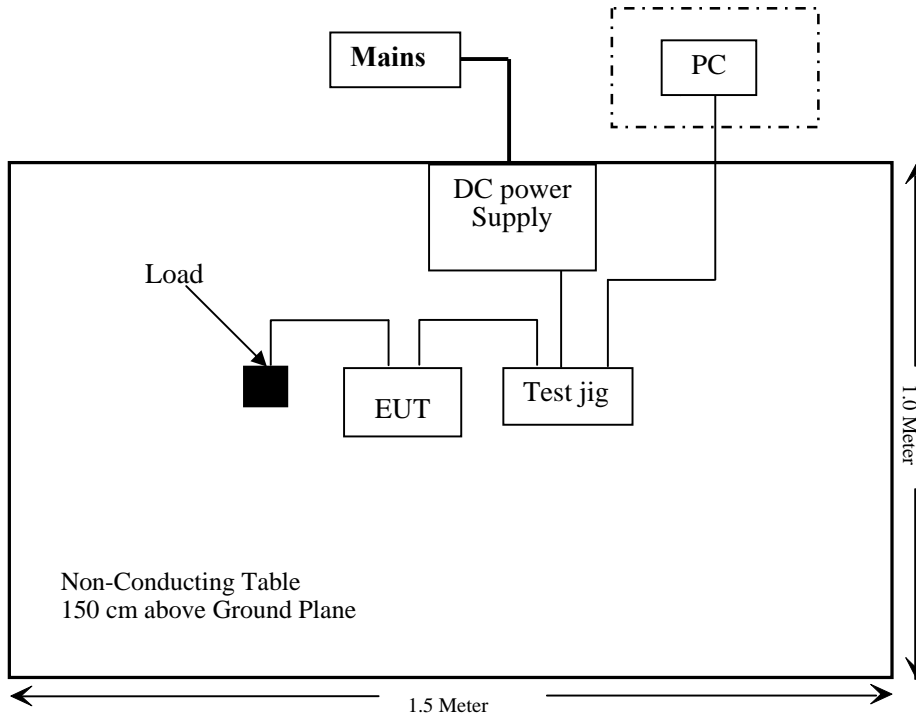 Mains
PC
DC power
Supply
Load
EUT
Test jig
1.0 Meter
Non-Conducting Table
150 cm above Ground Plane
1.5 Meter